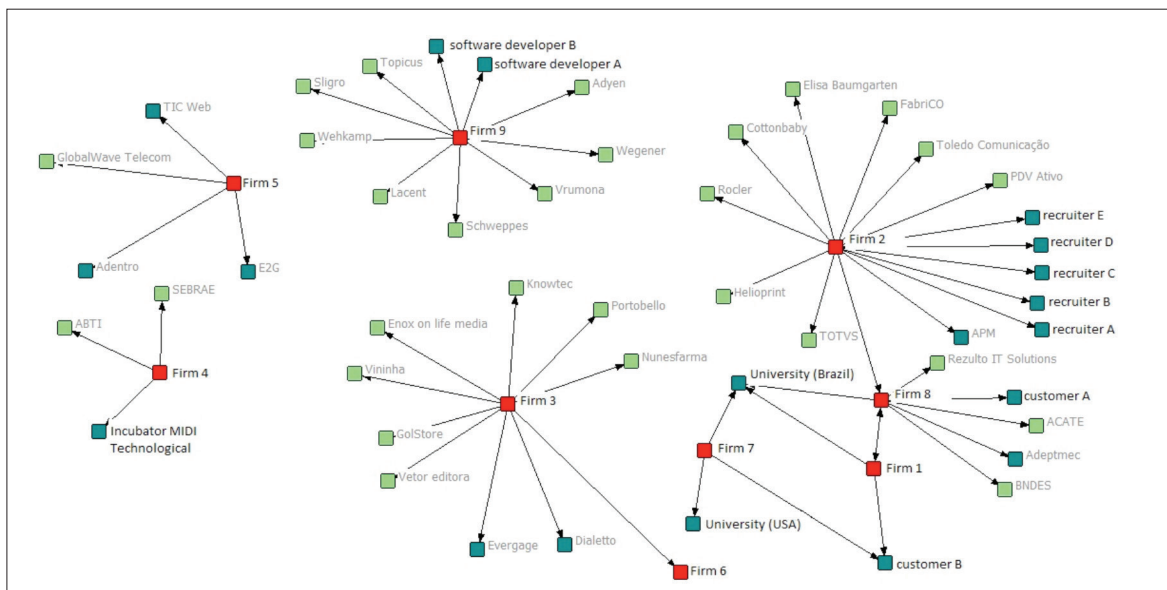 software developer B
software developer A
Topicus
Sligro
Adyen
Wehkamp
Firm 9
Wegener
Lacent
Vrumona
Schweppes
TIC Web
GlobalWave Telecom
Firm 5
Adentro
E2G
SEBRAE
ABTI
Firm 4
Incubator MIDI
Technological
Elisa Baumgarten
FabriCO
Cottonbaby
Toledo Comunicação
PDV Ativo
Rocler
recruiter E
Firm 2
recruiter D
recruiter C
Helioprint
recruiter B
recruiter A
TOTVS
APM
Knowtec
Portobello
Enox on life media
Nunesfarma
Vininha
Firm 3
GolStore
Vetor editora
Evergage
Dialetto
Firm 6
Rezulto IT Solutions
University (Brazil)
Firm 8
customer A
ACATE
Firm 7
Firm 1
Adeptmec
BNDES
University (USA)
customer B